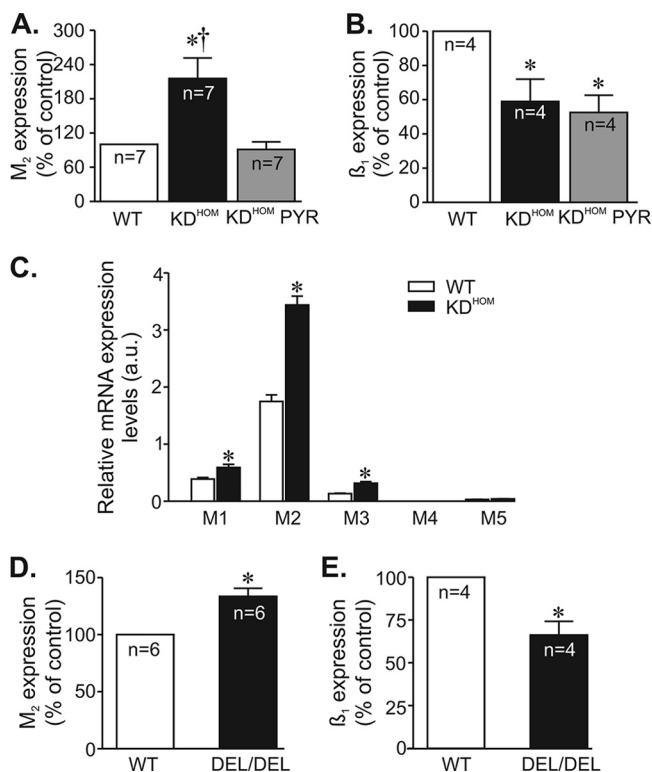 A.
M₂ expression
(% of control)
300
240
180
120
60
0
*†
n=7
n=7
n=7
WT
KDᴴᴼᴹ
KDᴴᴼᴹ PYR
B.
ß₁ expression
(% of control)
100
80
60
40
20
0
n=4
*
n=4
*
n=4
WT
KDᴴᴼᴹ
KDᴴᴼᴹ PYR
C.
Relative mRNA expression
levels (a.u.)
4
3
2
1
0
WT
KDᴴᴼᴹ
*
*
*
M1
M2
M3
M4
M5
D.
M₂ expression
(% of control)
150
100
50
0
n=6
*
n=6
WT
DEL/DEL
E.
ß₁ expression
(% of control)
100
75
50
25
0
n=4
*
n=4
WT
DEL/DEL